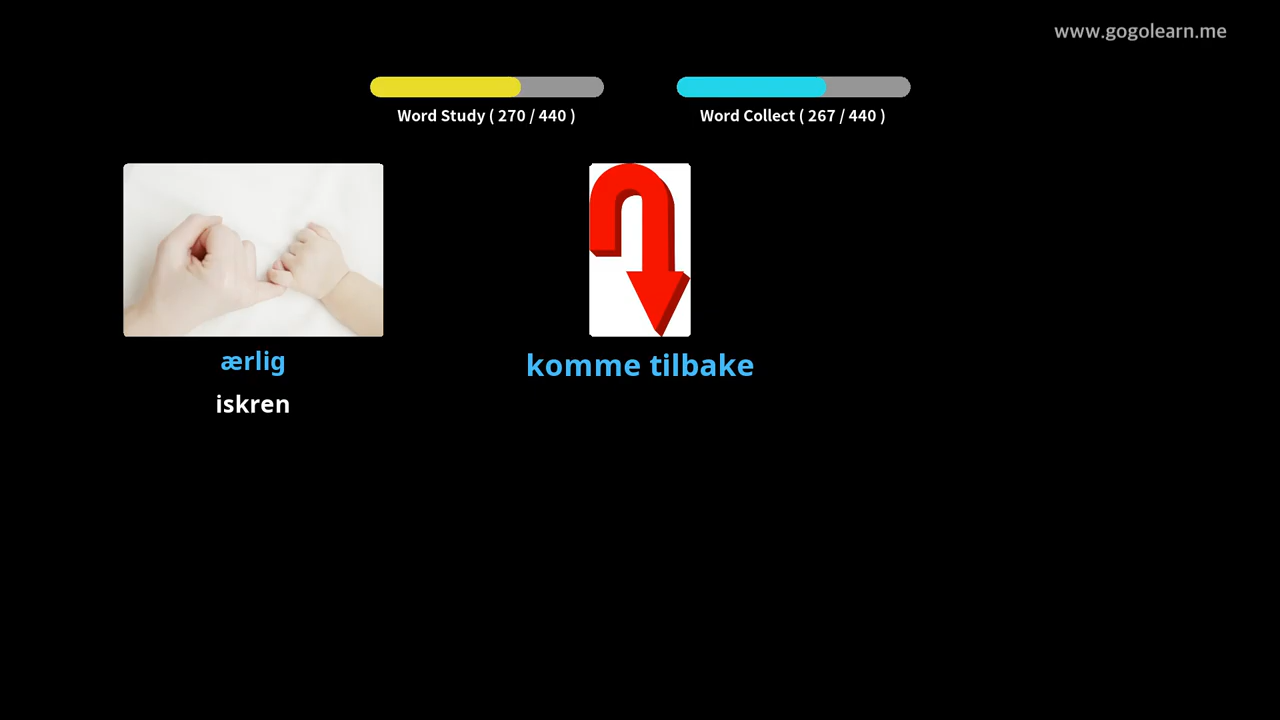 www.gogolearn.me
Word Study ( 270 / 440 )
Word Collect ( 267 / 440 )
ærlig
iskren
komme tilbake